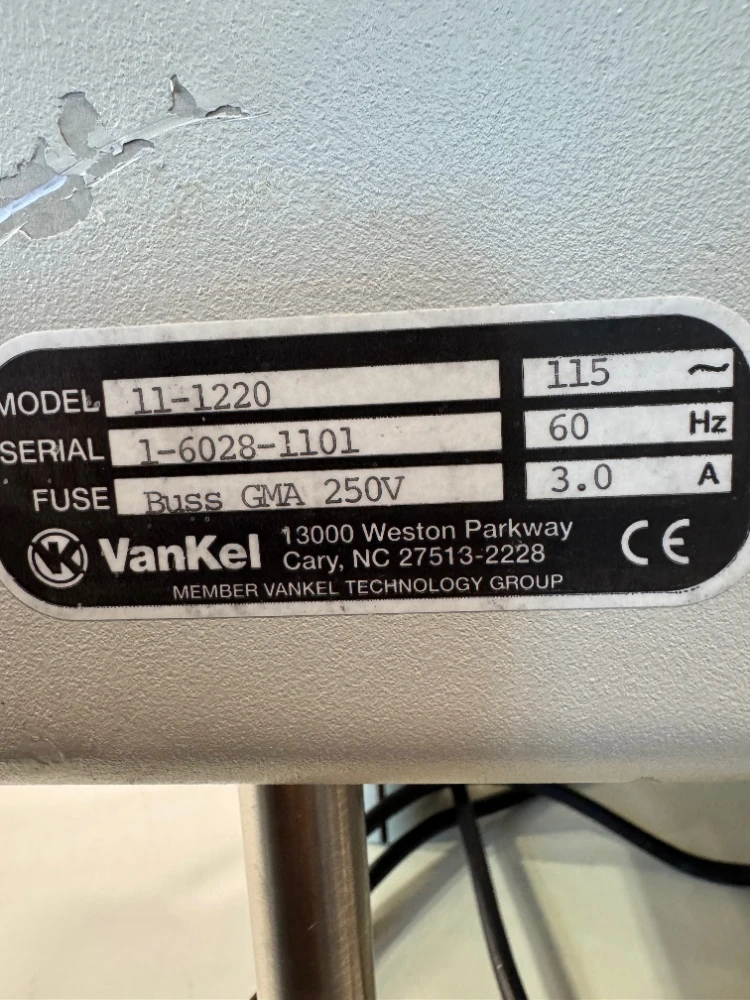 MODEL 11-1220 115 ~
SERIAL 1-6028-1101 60 Hz
FUSE Buss GMA 250V 3.0 A
VK VanKel 13000 Weston Parkway
Cary, NC 27513-2228 CE
MEMBER VANKEL TECHNOLOGY GROUP